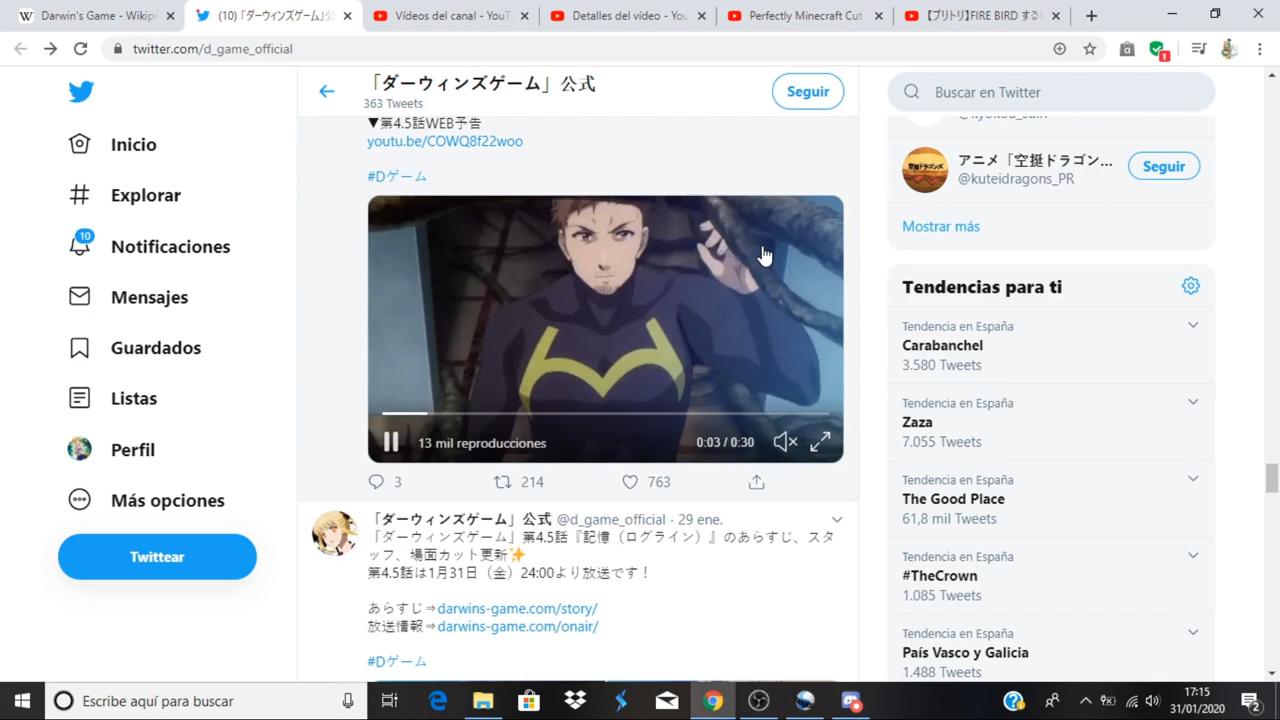 Darwin's Game - Wikipe
(10) 「ダーウィンズゲーム」公
Vídeos del canal - YouT
Detalles del vídeo - You
Perfectly Minecraft Cut
【プリトリ】FIRE BIRD する
twitter.com/d_game_official
1
Inicio
Explorar
10
Notificaciones
Mensajes
Guardados
Listas
Perfil
Más opciones
Twittear
「ダーウィンズゲーム」公式
363 Tweets
Seguir
▼第4.5話WEB予告
youtu.be/COWQ8f22woo
#Dゲーム
13 mil reproducciones
0:03 / 0:30
3
214
763
「ダーウィンズゲーム」公式 @d_game_official · 29 ene.
「ダーウィンズゲーム」第4.5話『記憶（ログライン）』のあらすじ、スタ
ッフ、場面カット更新✨
第4.5話は1月31日（金）24:00より放送です！
あらすじ⇒darwins-game.com/story/
放送情報⇒darwins-game.com/onair/
#Dゲーム
Buscar en Twitter
アニメ「空挺ドラゴン...
@kuteidragons_PR
Seguir
Mostrar más
Tendencias para ti
Tendencia en España
Carabanchel
3.580 Tweets
Tendencia en España
Zaza
7.055 Tweets
Tendencia en España
The Good Place
61,8 mil Tweets
Tendencia en España
#TheCrown
1.085 Tweets
Tendencia en España
País Vasco y Galicia
1.488 Tweets
Escribe aquí para buscar
17:15
31/01/2020
2